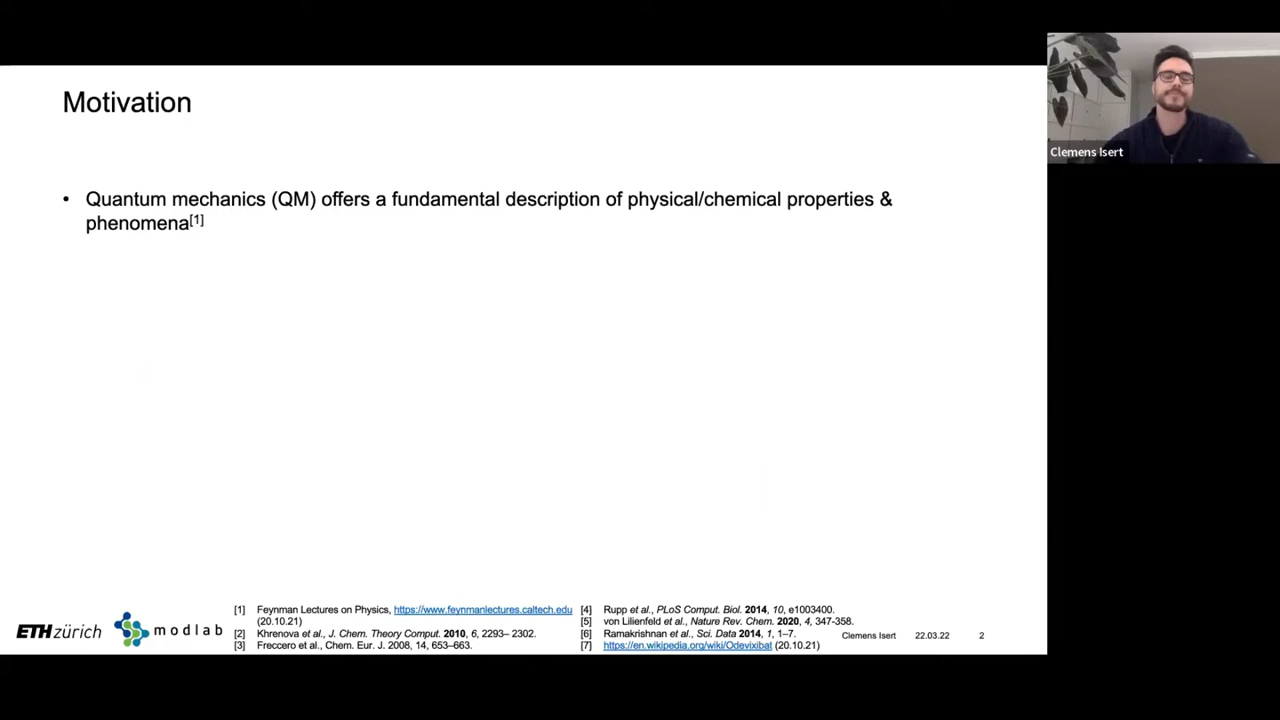 Motivation
• Quantum mechanics (QM) offers a fundamental description of physical/chemical properties &
phenomena[1]
Clemens Isert
ETH zürich
modlab
[1] Feynman Lectures on Physics, https://www.feynmanlectures.caltech.edu
(20.10.21)
[2] Khrenova et al., J. Chem. Theory Comput. 2010, 6, 2293– 2302.
[3] Freccero et al., Chem. Eur. J. 2008, 14, 653–663.
[4] Rupp et al., PLoS Comput. Biol. 2014, 10, e1003400.
[5] von Lilienfeld et al., Nature Rev. Chem. 2020, 4, 347-358.
[6] Ramakrishnan et al., Sci. Data 2014, 1, 1–7.
[7] https://en.wikipedia.org/wiki/Odevixibat (20.10.21)
Clemens Isert 22.03.22 2